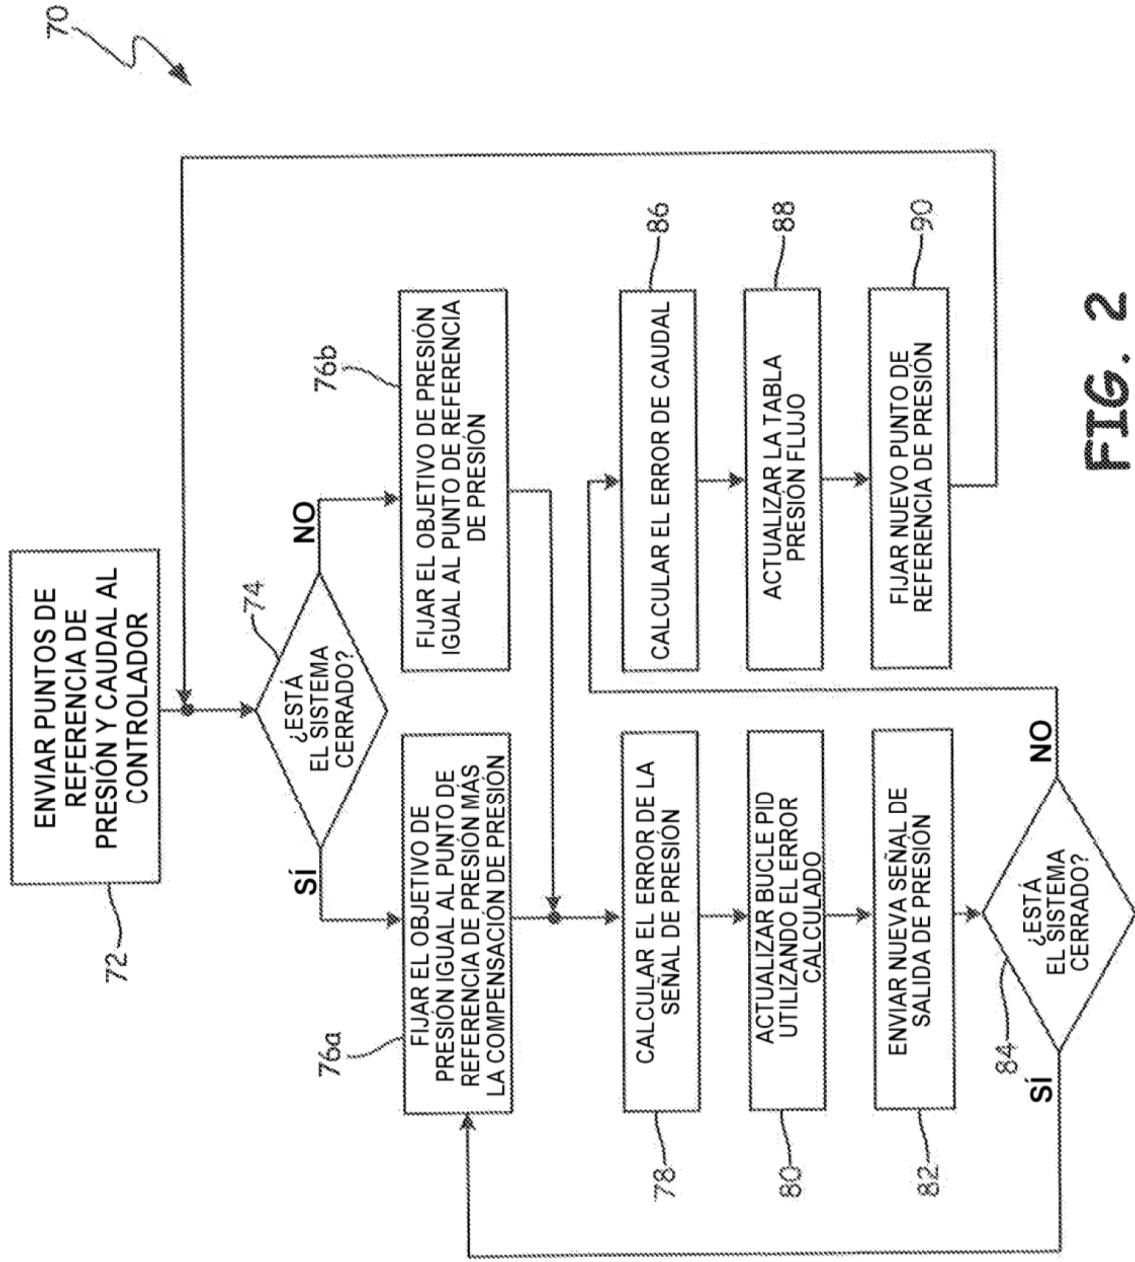 70
ENVIAR PUNTOS DE
REFERENCIA DE
PRESIÓN Y CAUDAL AL
CONTROLADOR
72
74
¿ESTÁ
EL SISTEMA
CERRADO?
SÍ
NO
76a
FIJAR EL OBJETIVO DE
PRESIÓN IGUAL AL PUNTO DE
REFERENCIA DE PRESIÓN MÁS
LA COMPENSACIÓN DE PRESIÓN
76b
FIJAR EL OBJETIVO DE PRESIÓN
IGUAL AL PUNTO DE REFERENCIA
DE PRESIÓN
78
CALCULAR EL ERROR DE LA
SEÑAL DE PRESIÓN
80
ACTUALIZAR BUCLE PID
UTILIZANDO EL ERROR
CALCULADO
82
ENVIAR NUEVA SEÑAL DE
SALIDA DE PRESIÓN
84
¿ESTÁ
EL SISTEMA
CERRADO?
SÍ
NO
CALCULAR EL ERROR DE CAUDAL
86
ACTUALIZAR LA TABLA
PRESIÓN FLUJO
88
FIJAR NUEVO PUNTO DE
REFERENCIA DE PRESIÓN
90
FIG. 2